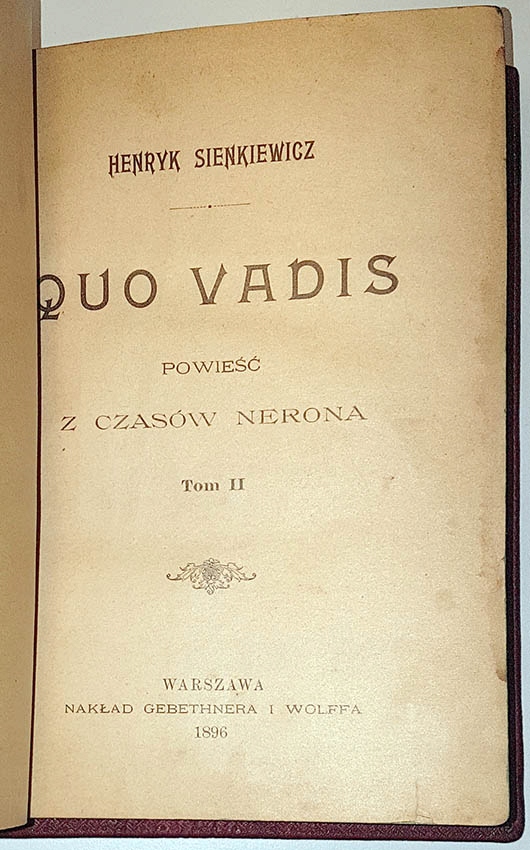 HENRYK SIENKIEWICZ
QUO VADIS
POWIEŚĆ
Z CZASÓW NERONA
Tom II
WARSZAWA
NAKŁAD GEBETHNERA I WOLFFA
1896